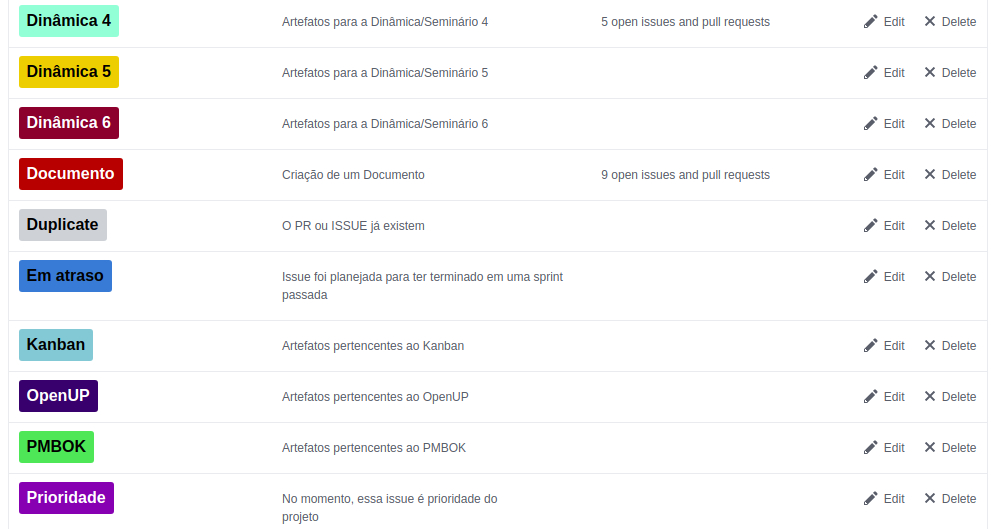 Dinâmica 4 Artefatos para a Dinâmica/Seminário 4 5 open issues and pull requests Edit Delete
Dinâmica 5 Artefatos para a Dinâmica/Seminário 5 Edit Delete
Dinâmica 6 Artefatos para a Dinâmica/Seminário 6 Edit Delete
Documento Criação de um Documento 9 open issues and pull requests Edit Delete
Duplicate O PR ou ISSUE já existem Edit Delete
Em atraso Issue foi planejada para ter terminado em uma sprint Edit Delete
passada
Kanban Artefatos pertencentes ao Kanban Edit Delete
OpenUP Artefatos pertencentes ao OpenUP Edit Delete
PMBOK Artefatos pertencentes ao PMBOK Edit Delete
Prioridade No momento, essa issue é prioridade do Edit Delete
projeto